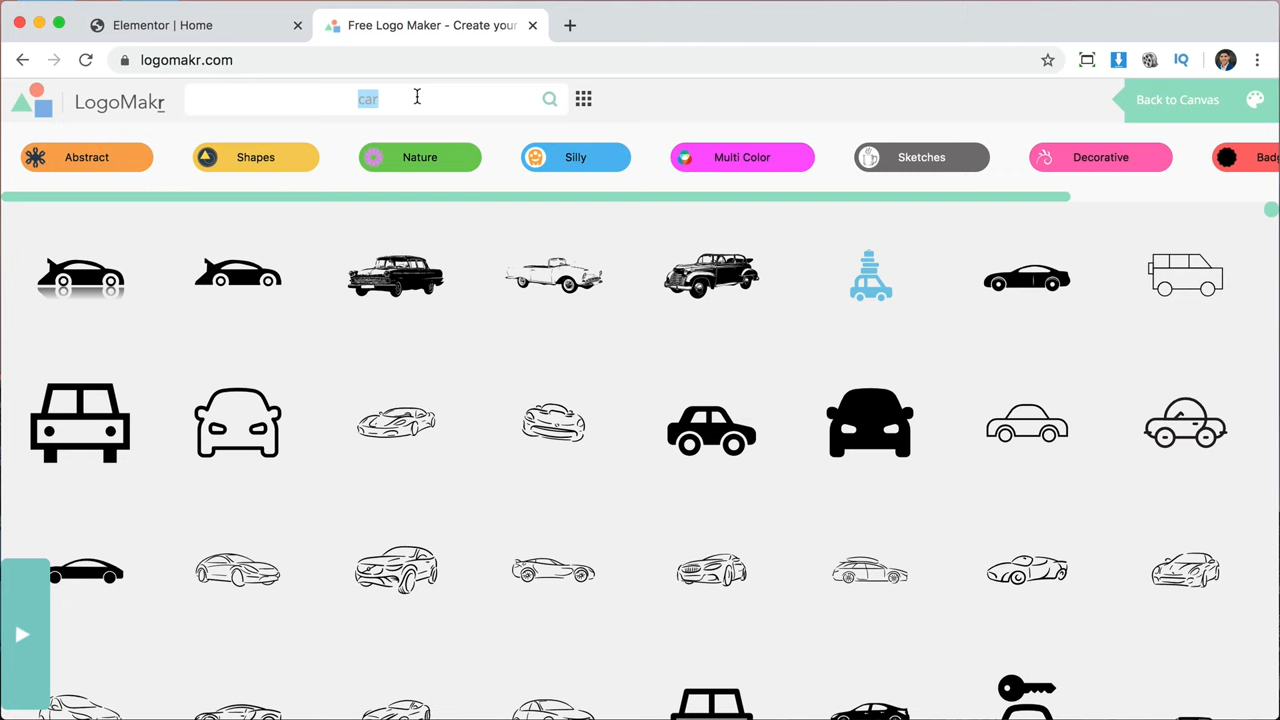 Elementor | Home
Free Logo Maker - Create your
logomakr.com
IQ
LogoMakr
car
Back to Canvas
Abstract
Shapes
Nature
Silly
Multi Color
Sketches
Decorative
Badg